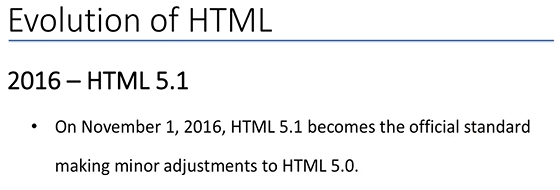 Evolution of HTML
2016 – HTML 5.1
• On November 1, 2016, HTML 5.1 becomes the official standard
making minor adjustments to HTML 5.0.